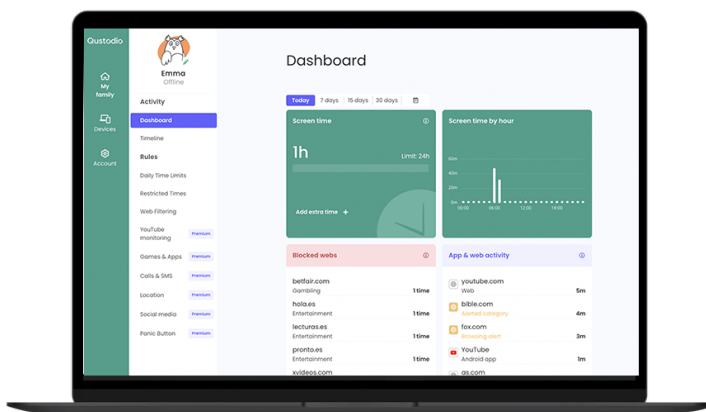 Qustodio
My
family
Devices
Account
Emma
Offline
Activity
Dashboard
Timeline
Rules
Daily Time Limits
Restricted Times
Web Filtering
YouTube
monitoring Premium
Games & Apps Premium
Calls & SMS Premium
Location Premium
Social media Premium
Panic Button Premium
Dashboard
Today 7 days 15 days 30 days
Screen time
1h
Limit: 24h
Add extra time +
Screen time by hour
60m
40m
20m
0m
00:00 06:00 12:00 18:00
Blocked webs
betfair.com
Gambling 1 time
hola.es
Entertainment 1 time
lecturas.es
Entertainment 1 time
pronto.es
Entertainment 1 time
xvideos.com
App & web activity
youtube.com
Web 5m
bible.com
Alerted category 4m
fox.com
Browsing alert 3m
YouTube
Android app 1m
as.com